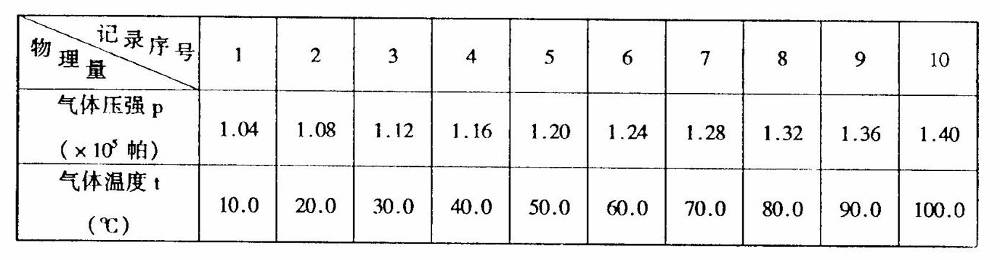 记录序号 1 2 3 4 5 6 7 8 9 10
物理量
气体压强 p
(×10⁵ 帕) 1.04 1.08 1.12 1.16 1.20 1.24 1.28 1.32 1.36 1.40
气体温度 t
(℃) 10.0 20.0 30.0 40.0 50.0 60.0 70.0 80.0 90.0 100.0